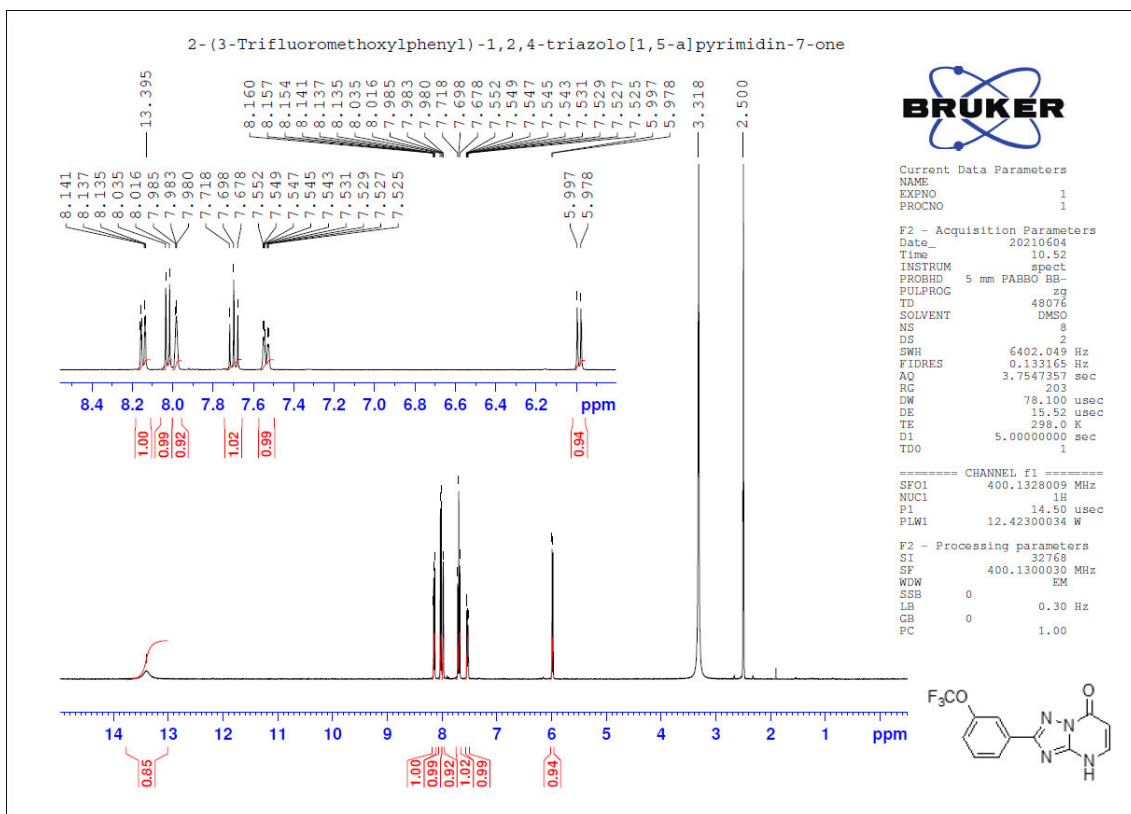 2-(3-Trifluoromethoxylphenyl)-1,2,4-triazolo[1,5-a]pyrimidin-7-one
13.395
8.160
8.157
8.154
8.141
8.137
8.135
8.035
8.016
7.985
7.983
7.980
7.718
7.698
7.678
7.552
7.549
7.547
7.545
7.543
7.531
7.529
7.527
7.525
5.997
5.978
3.318
2.500
8.141
8.137
8.135
8.035
8.016
7.985
7.983
7.980
7.718
7.698
7.678
7.552
7.549
7.547
7.545
7.543
7.531
7.529
7.527
7.525
5.997
5.978
8.4 8.2 8.0 7.8 7.6 7.4 7.2 7.0 6.8 6.6 6.4 6.2 ppm
1.00
0.99
0.92
1.02
0.99
0.94
14 13 12 11 10 9 8 7 6 5 4 3 2 1 ppm
0.85
1.00
0.99
0.92
1.02
0.99
0.94
BRUKER
Current Data Parameters
NAME
EXPNO 1
PROCNO 1
F2 - Acquisition Parameters
Date_ 20210604
Time 10.52
INSTRUM spect
PROBHD 5 mm PABBO BB-
PULPROG zg
TD 48076
SOLVENT DMSO
NS 8
DS 2
SWH 6402.049 Hz
FIDRES 0.133165 Hz
AQ 3.7547357 sec
RG 203
DW 78.100 usec
DE 15.52 usec
TE 298.0 K
D1 5.00000000 sec
TD0 1
======== CHANNEL f1 ========
SFO1 400.1328009 MHz
NUC1 1H
P1 14.50 usec
PLW1 12.42300034 W
F2 - Processing parameters
SI 32768
SF 400.1300030 MHz
WDW EM
SSB 0
LB 0.30 Hz
GB 0
PC 1.00
F₃CO
O
N
N
N
N
H